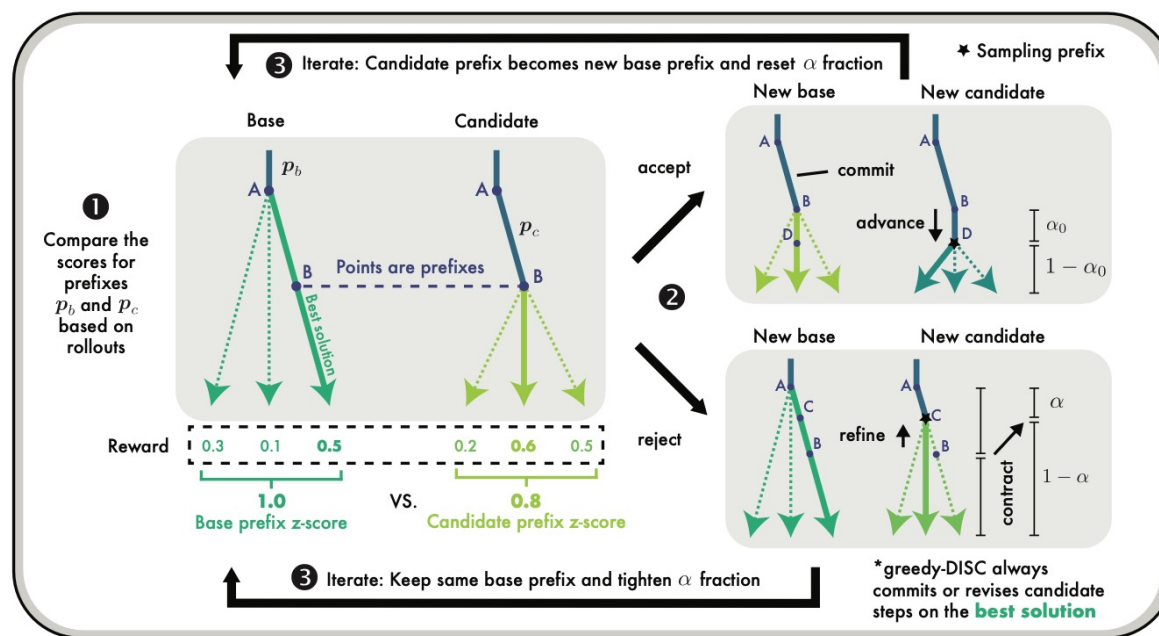 ❸ Iterate: Candidate prefix becomes new base prefix and reset α fraction
★ Sampling prefix
Base
Candidate
New base
New candidate
A
p_b
A
p_c
B
Points are prefixes
B
Best solution
❶
Compare the
scores for
prefixes
p_b and p_c
based on
rollouts
accept
A
commit
B
D
A
B
advance
D
α₀
1 − α₀
❷
New base
New candidate
reject
A
C
B
A
C
refine
B
contract
α
1 − α
Reward
0.3 0.1 0.5 0.2 0.6 0.5
1.0 VS. 0.8
Base prefix z-score
Candidate prefix z-score
❸ Iterate: Keep same base prefix and tighten α fraction
*greedy-DISC always
commits or revises candidate
steps on the best solution